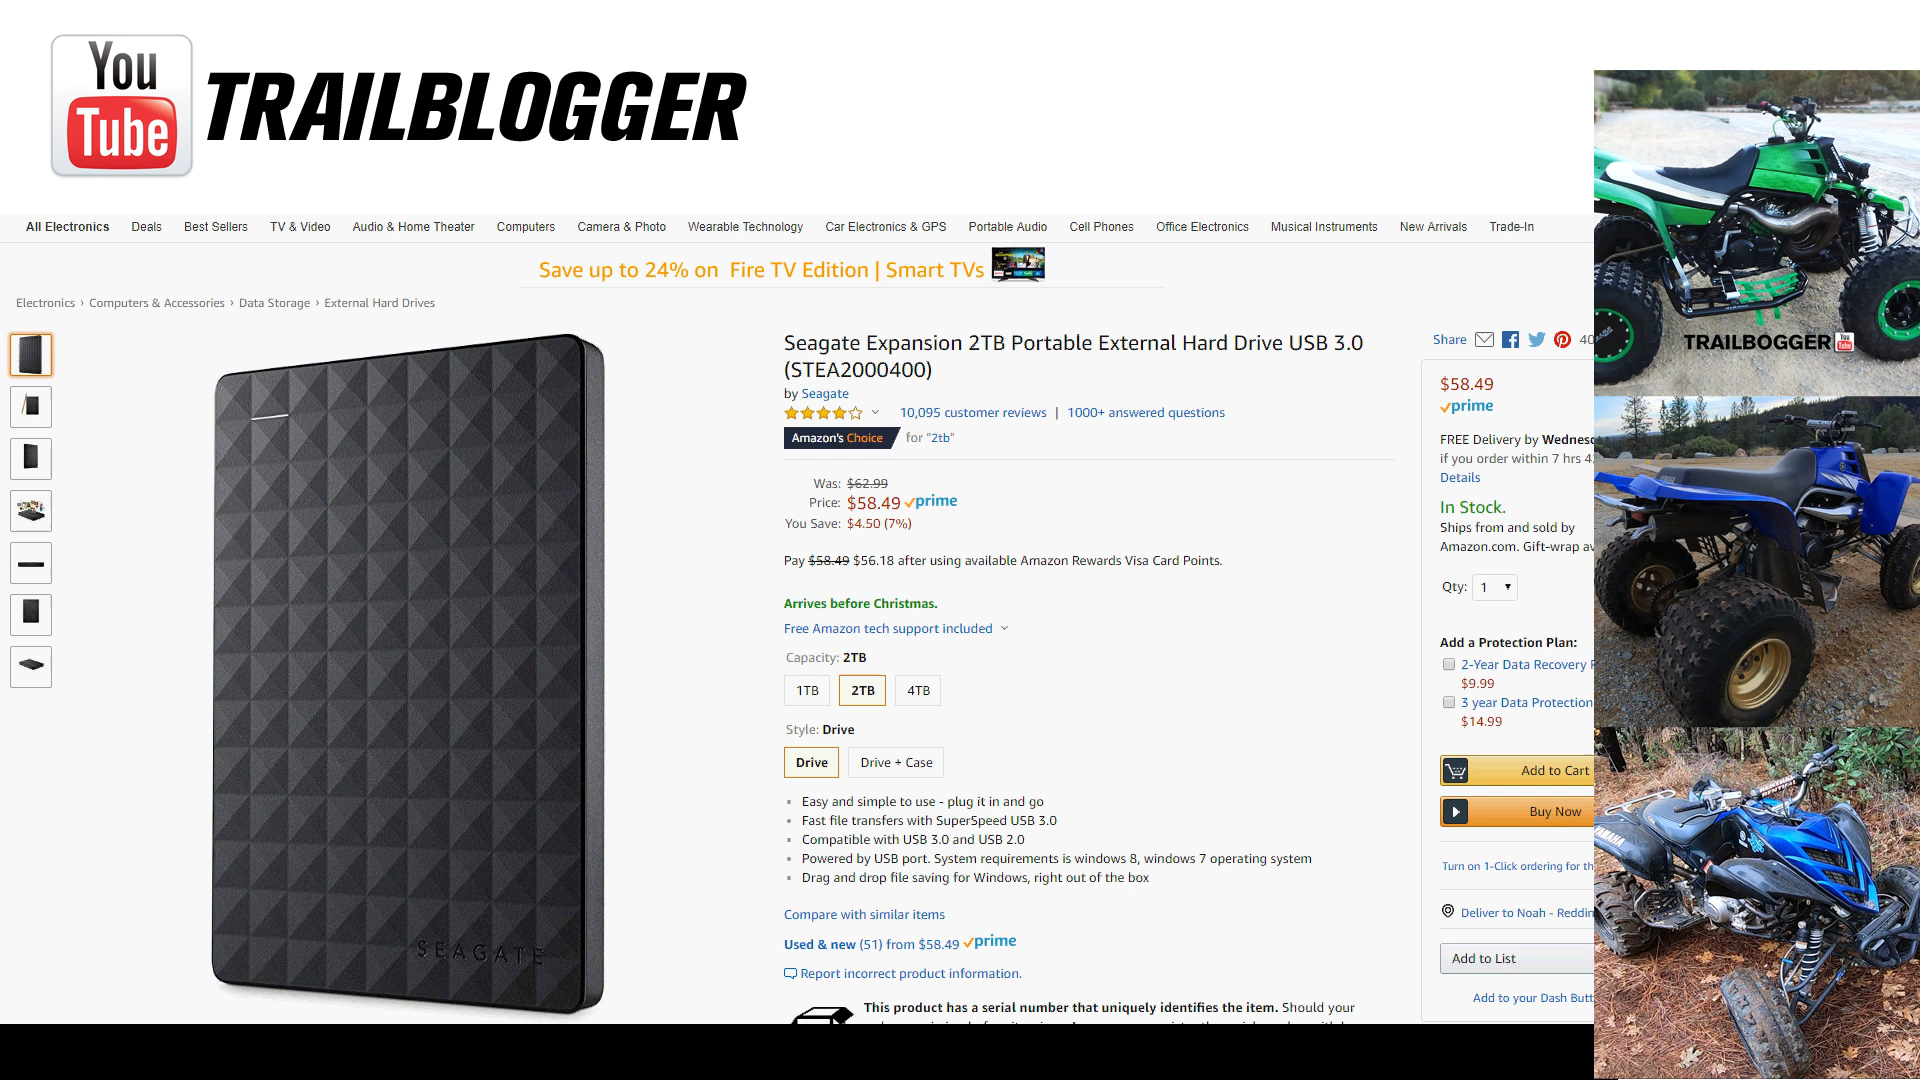 You
Tube
TRAILBLOGGER
All Electronics Deals Best Sellers TV & Video Audio & Home Theater Computers Camera & Photo Wearable Technology Car Electronics & GPS Portable Audio Cell Phones Office Electronics Musical Instruments New Arrivals Trade-In
Save up to 24% on Fire TV Edition | Smart TVs
Electronics › Computers & Accessories › Data Storage › External Hard Drives
SEAGATE
Seagate Expansion 2TB Portable External Hard Drive USB 3.0
(STEA2000400)
by Seagate
10,095 customer reviews | 1000+ answered questions
Amazon's Choice for "2tb"
Was: $62.99
Price: $58.49 prime
You Save: $4.50 (7%)
Pay $58.49 $56.18 after using available Amazon Rewards Visa Card Points.
Arrives before Christmas.
Free Amazon tech support included
Capacity: 2TB
1TB 2TB 4TB
Style: Drive
Drive Drive + Case
Easy and simple to use - plug it in and go
Fast file transfers with SuperSpeed USB 3.0
Compatible with USB 3.0 and USB 2.0
Powered by USB port. System requirements is windows 8, windows 7 operating system
Drag and drop file saving for Windows, right out of the box
Compare with similar items
Used & new (51) from $58.49 prime
Report incorrect product information.
This product has a serial number that uniquely identifies the item. Should your
Share 40
$58.49
prime
FREE Delivery by Wednesd
if you order within 7 hrs 4
Details
In Stock.
Ships from and sold by
Amazon.com. Gift-wrap av
Qty: 1
Add a Protection Plan:
2-Year Data Recovery P
$9.99
3 year Data Protection
$14.99
Add to Cart
Buy Now
Turn on 1-Click ordering for th
Deliver to Noah - Reddin
Add to List
Add to your Dash Butt
TRAILBOGGER You Tube
YAMAHA